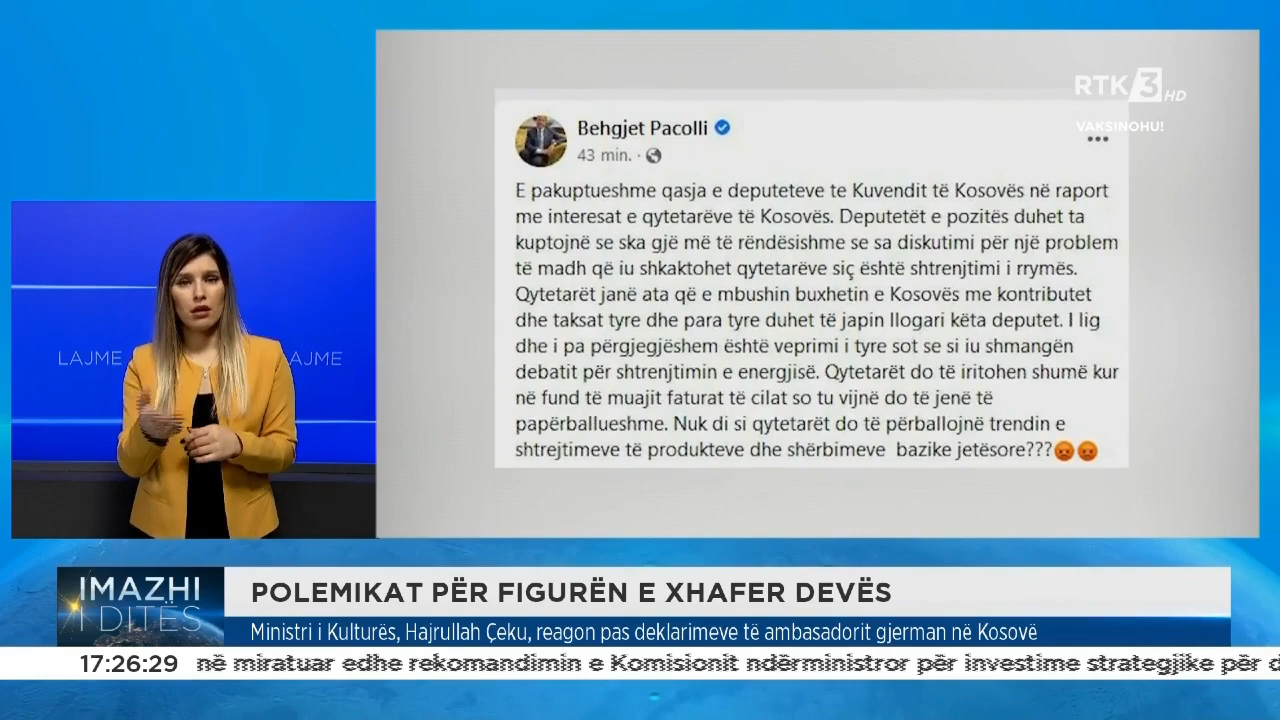 RTK 3 HD
VAKSINOHU!
Behgjet Pacolli
43 min. ·
E pakuptueshme qasja e deputeteve te Kuvendit të Kosovës në raport
me interesat e qytetarëve të Kosovës. Deputetët e pozitës duhet ta
kuptojnë se ska gjë më të rëndësishme se sa diskutimi për një problem
të madh që iu shkaktohet qytetarëve siç është shtrenjtimi i rrymës.
Qytetarët janë ata që e mbushin buxhetin e Kosovës me kontributet
dhe taksat tyre dhe para tyre duhet të japin llogari këta deputet. I lig
dhe i pa përgjegjëshem është veprimi i tyre sot se si iu shmangën
debatit për shtrenjtimin e energjisë. Qytetarët do të iritohen shumë kur
në fund të muajit faturat të cilat so tu vijnë do të jenë të
papërballueshme. Nuk di si qytetarët do të përballojnë trendin e
shtrejtimeve të produkteve dhe shërbimeve bazike jetësore???😡😡
LAJME AJME
IMAZHI
I DITËS
POLEMIKAT PËR FIGURËN E XHAFER DEVËS
Ministri i Kulturës, Hajrullah Çeku, reagon pas deklarimeve të ambasadorit gjerman në Kosovë
17:26:29 në miratuar edhe rekomandimin e Komisionit ndërministror për investime strategjike për d